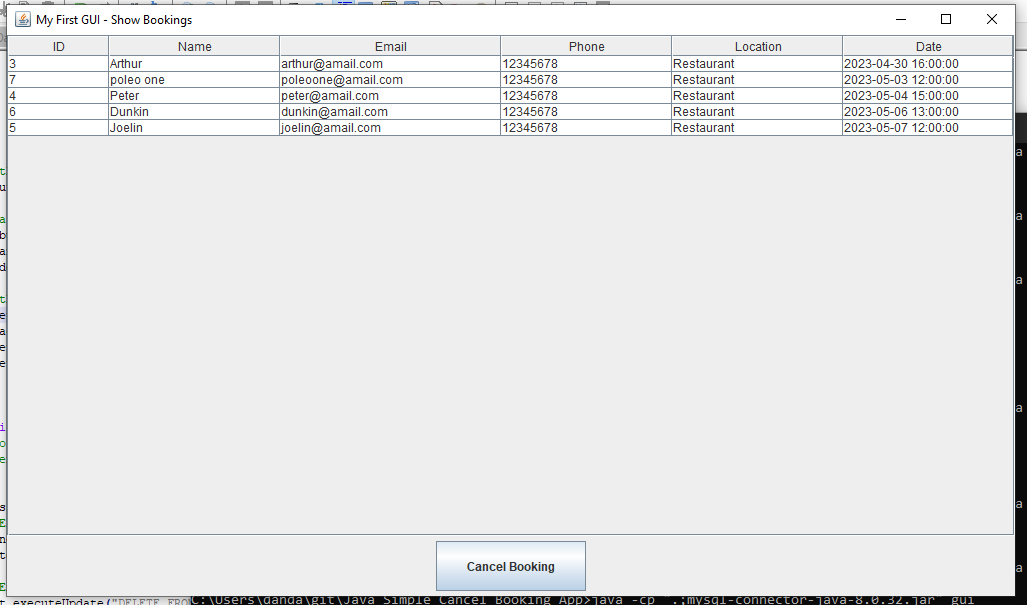 My First GUI - Show Bookings
ID Name Email Phone Location Date
3 Arthur arthur@amail.com 12345678 Restaurant 2023-04-30 16:00:00
7 poleo one poleoone@amail.com 12345678 Restaurant 2023-05-03 12:00:00
4 Peter peter@amail.com 12345678 Restaurant 2023-05-04 15:00:00
6 Dunkin dunkin@amail.com 12345678 Restaurant 2023-05-06 13:00:00
5 Joelin joelin@amail.com 12345678 Restaurant 2023-05-07 12:00:00
Cancel Booking
t.executeUpdate("DELETE FRO C:\Users\danda\git\Java Simple Cancel Booking App>java -cp ".;mysql-connector-java-8.0.32.jar" gui